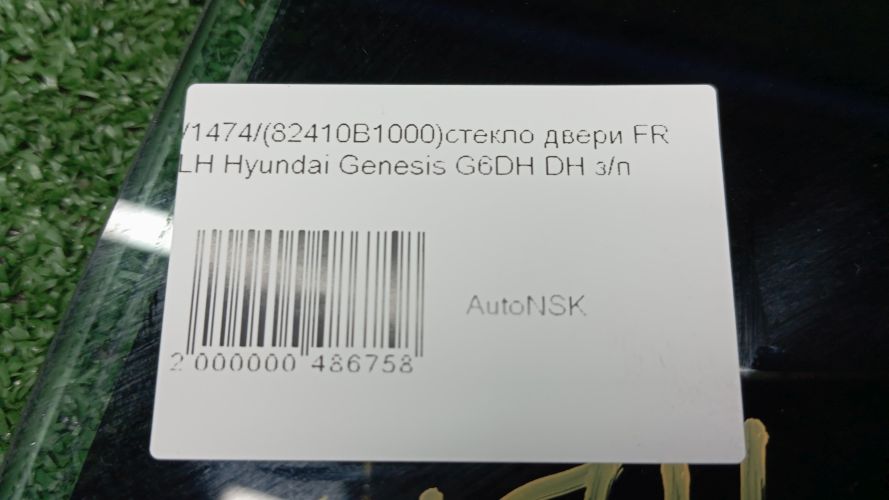 /1474/(82410B1000)стекло двери FR
LH Hyundai Genesis G6DH DH з/п
AutoNSK
2 000000 486758